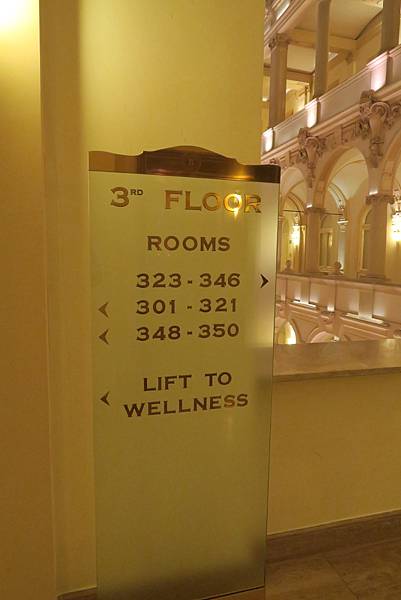 3RD FLOOR
ROOMS
323 - 346
301 - 321
348 - 350
LIFT TO
WELLNESS